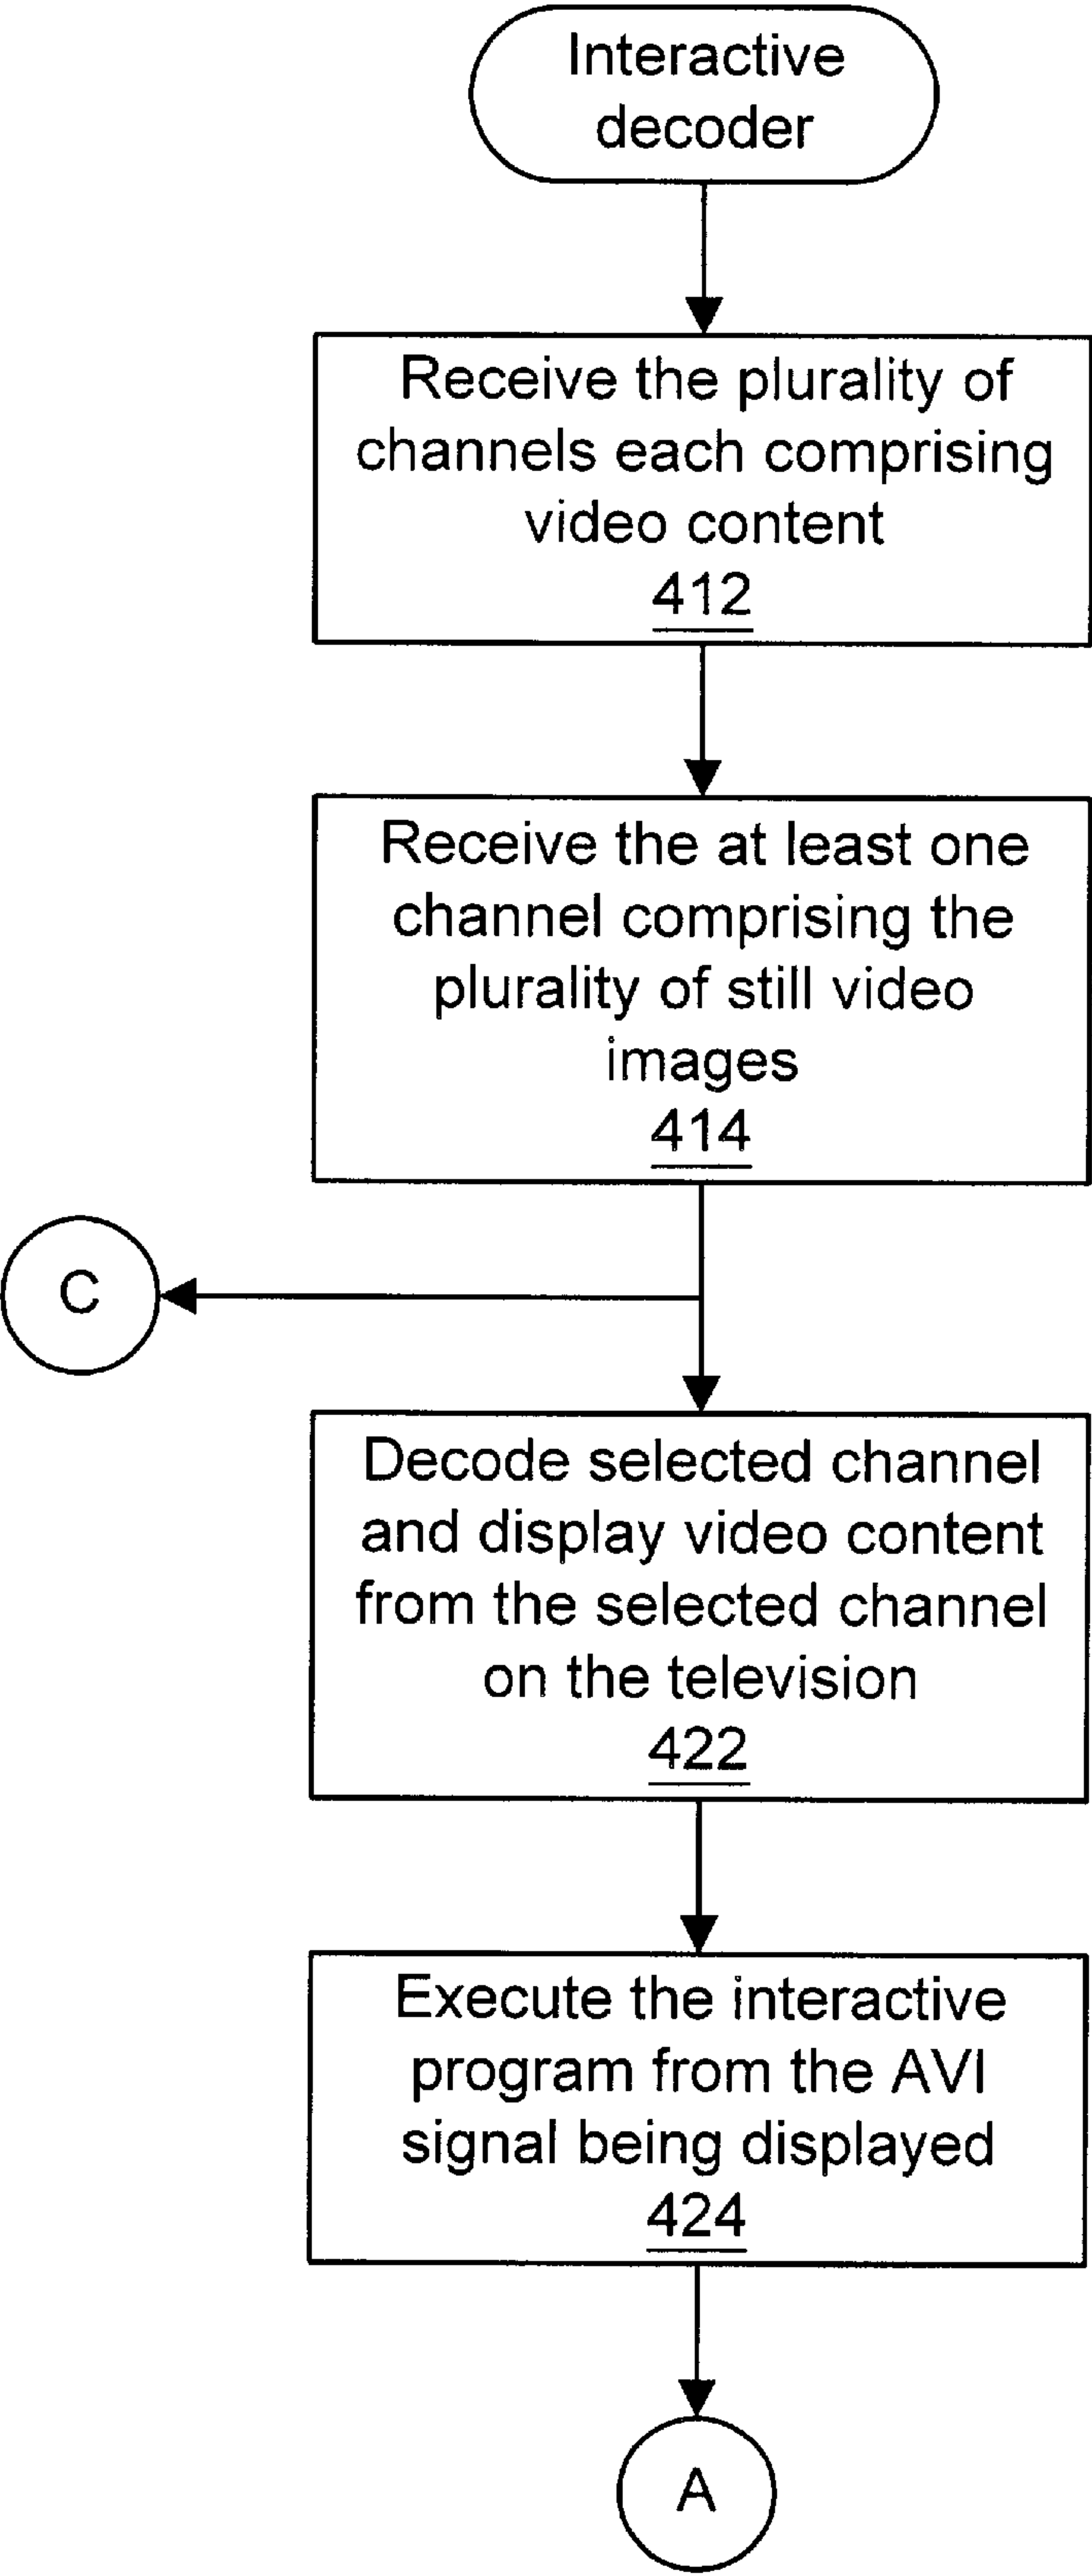 Interactive
decoder
Receive the plurality of
channels each comprising
video content
412
Receive the at least one
channel comprising the
plurality of still video
images
414
C
Decode selected channel
and display video content
from the selected channel
on the television
422
Execute the interactive
program from the AVI
signal being displayed
424
A